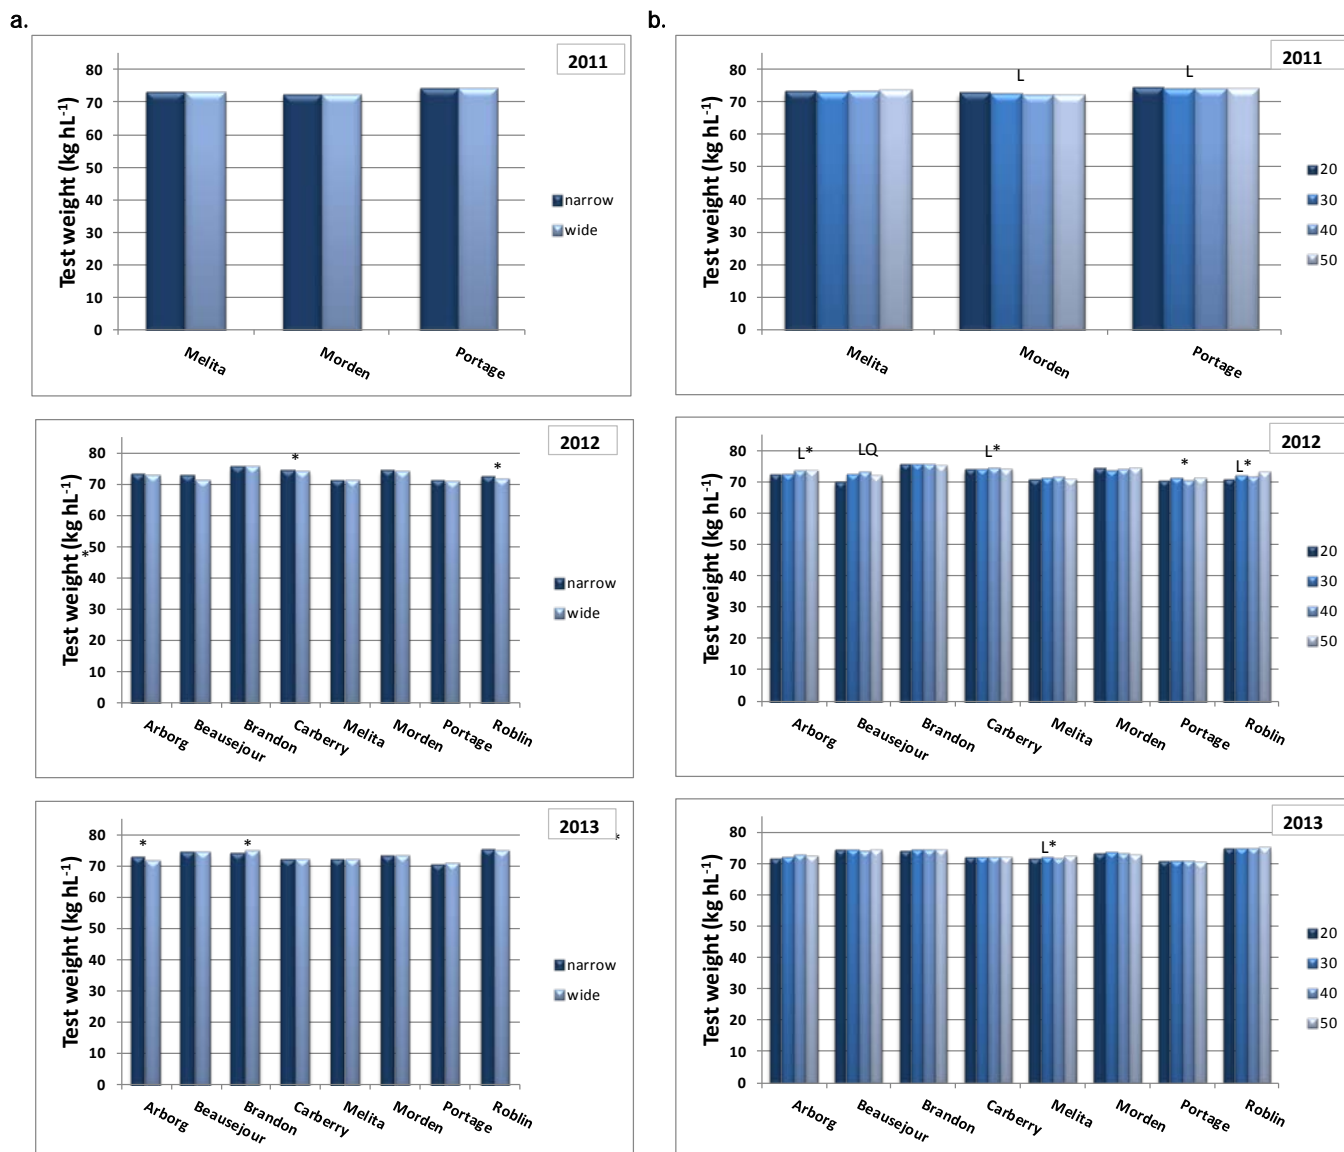 a.
2011
Test weight (kg hL-1)
80
70
60
50
40
30
20
10
0
Melita
Morden
Portage
narrow
wide
2012
Test weight (kg hL-1)
80
70
60
50
40
30
20
10
0
*
*
*
Arborg
Beausejour
Brandon
Carberry
Melita
Morden
Portage
Roblin
narrow
wide
2013
*
Test weight (kg hL-1)
80
70
60
50
40
30
20
10
0
*
*
Arborg
Beausejour
Brandon
Carberry
Melita
Morden
Portage
Roblin
narrow
wide
b.
2011
Test weight (kg hL-1)
80
70
60
50
40
30
20
10
0
L
L
Melita
Morden
Portage
20
30
40
50
2012
Test weight (kg hL-1)
80
70
60
50
40
30
20
10
0
L*
LQ
L*
*
L*
Arborg
Beausejour
Brandon
Carberry
Melita
Morden
Portage
Roblin
20
30
40
50
2013
Test weight (kg hL-1)
80
70
60
50
40
30
20
10
0
L*
Arborg
Beausejour
Brandon
Carberry
Melita
Morden
Portage
Roblin
20
30
40
50